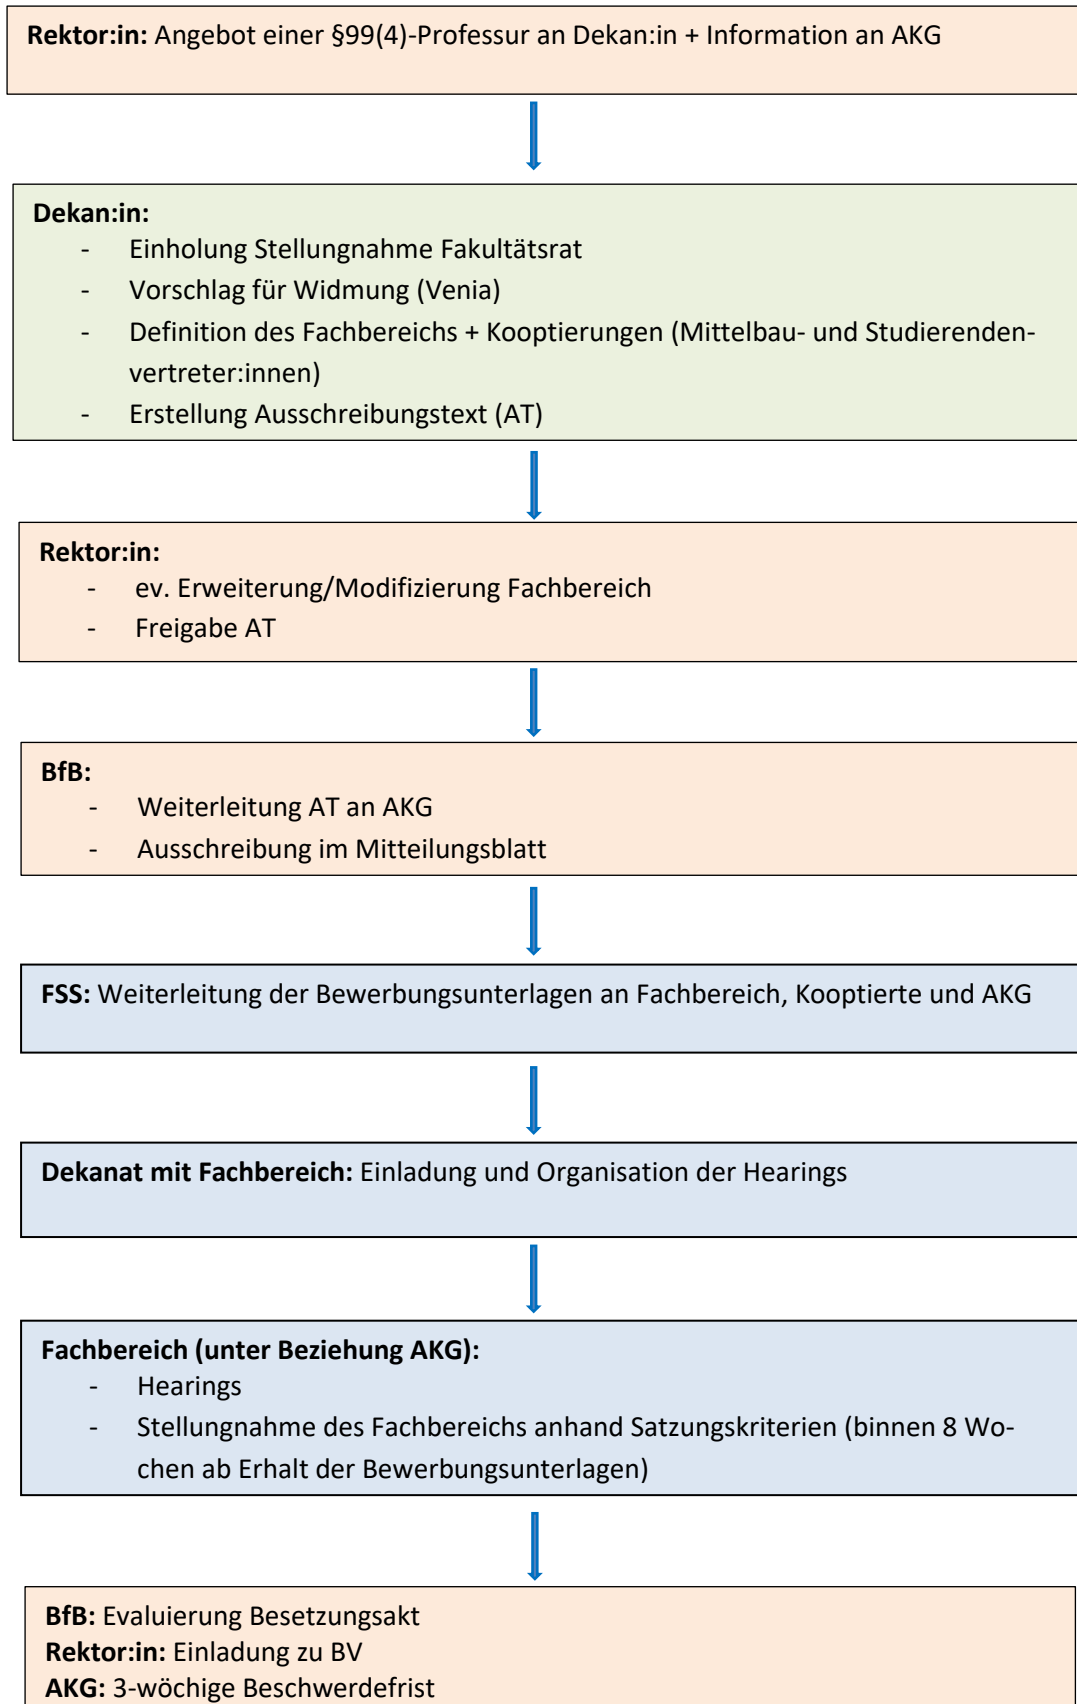 Rektor:in: Angebot einer §99(4)-Professur an Dekan:in + Information an AKG
Dekan:in:
- Einholung Stellungnahme Fakultätsrat
- Vorschlag für Widmung (Venia)
- Definition des Fachbereichs + Kooptierungen (Mittelbau- und Studierenden-
vertreter:innen)
- Erstellung Ausschreibungstext (AT)
Rektor:in:
- ev. Erweiterung/Modifizierung Fachbereich
- Freigabe AT
BfB:
- Weiterleitung AT an AKG
- Ausschreibung im Mitteilungsblatt
FSS: Weiterleitung der Bewerbungsunterlagen an Fachbereich, Kooptierte und AKG
Dekanat mit Fachbereich: Einladung und Organisation der Hearings
Fachbereich (unter Beziehung AKG):
- Hearings
- Stellungnahme des Fachbereichs anhand Satzungskriterien (binnen 8 Wo-
chen ab Erhalt der Bewerbungsunterlagen)
BfB: Evaluierung Besetzungsakt
Rektor:in: Einladung zu BV
AKG: 3-wöchige Beschwerdefrist